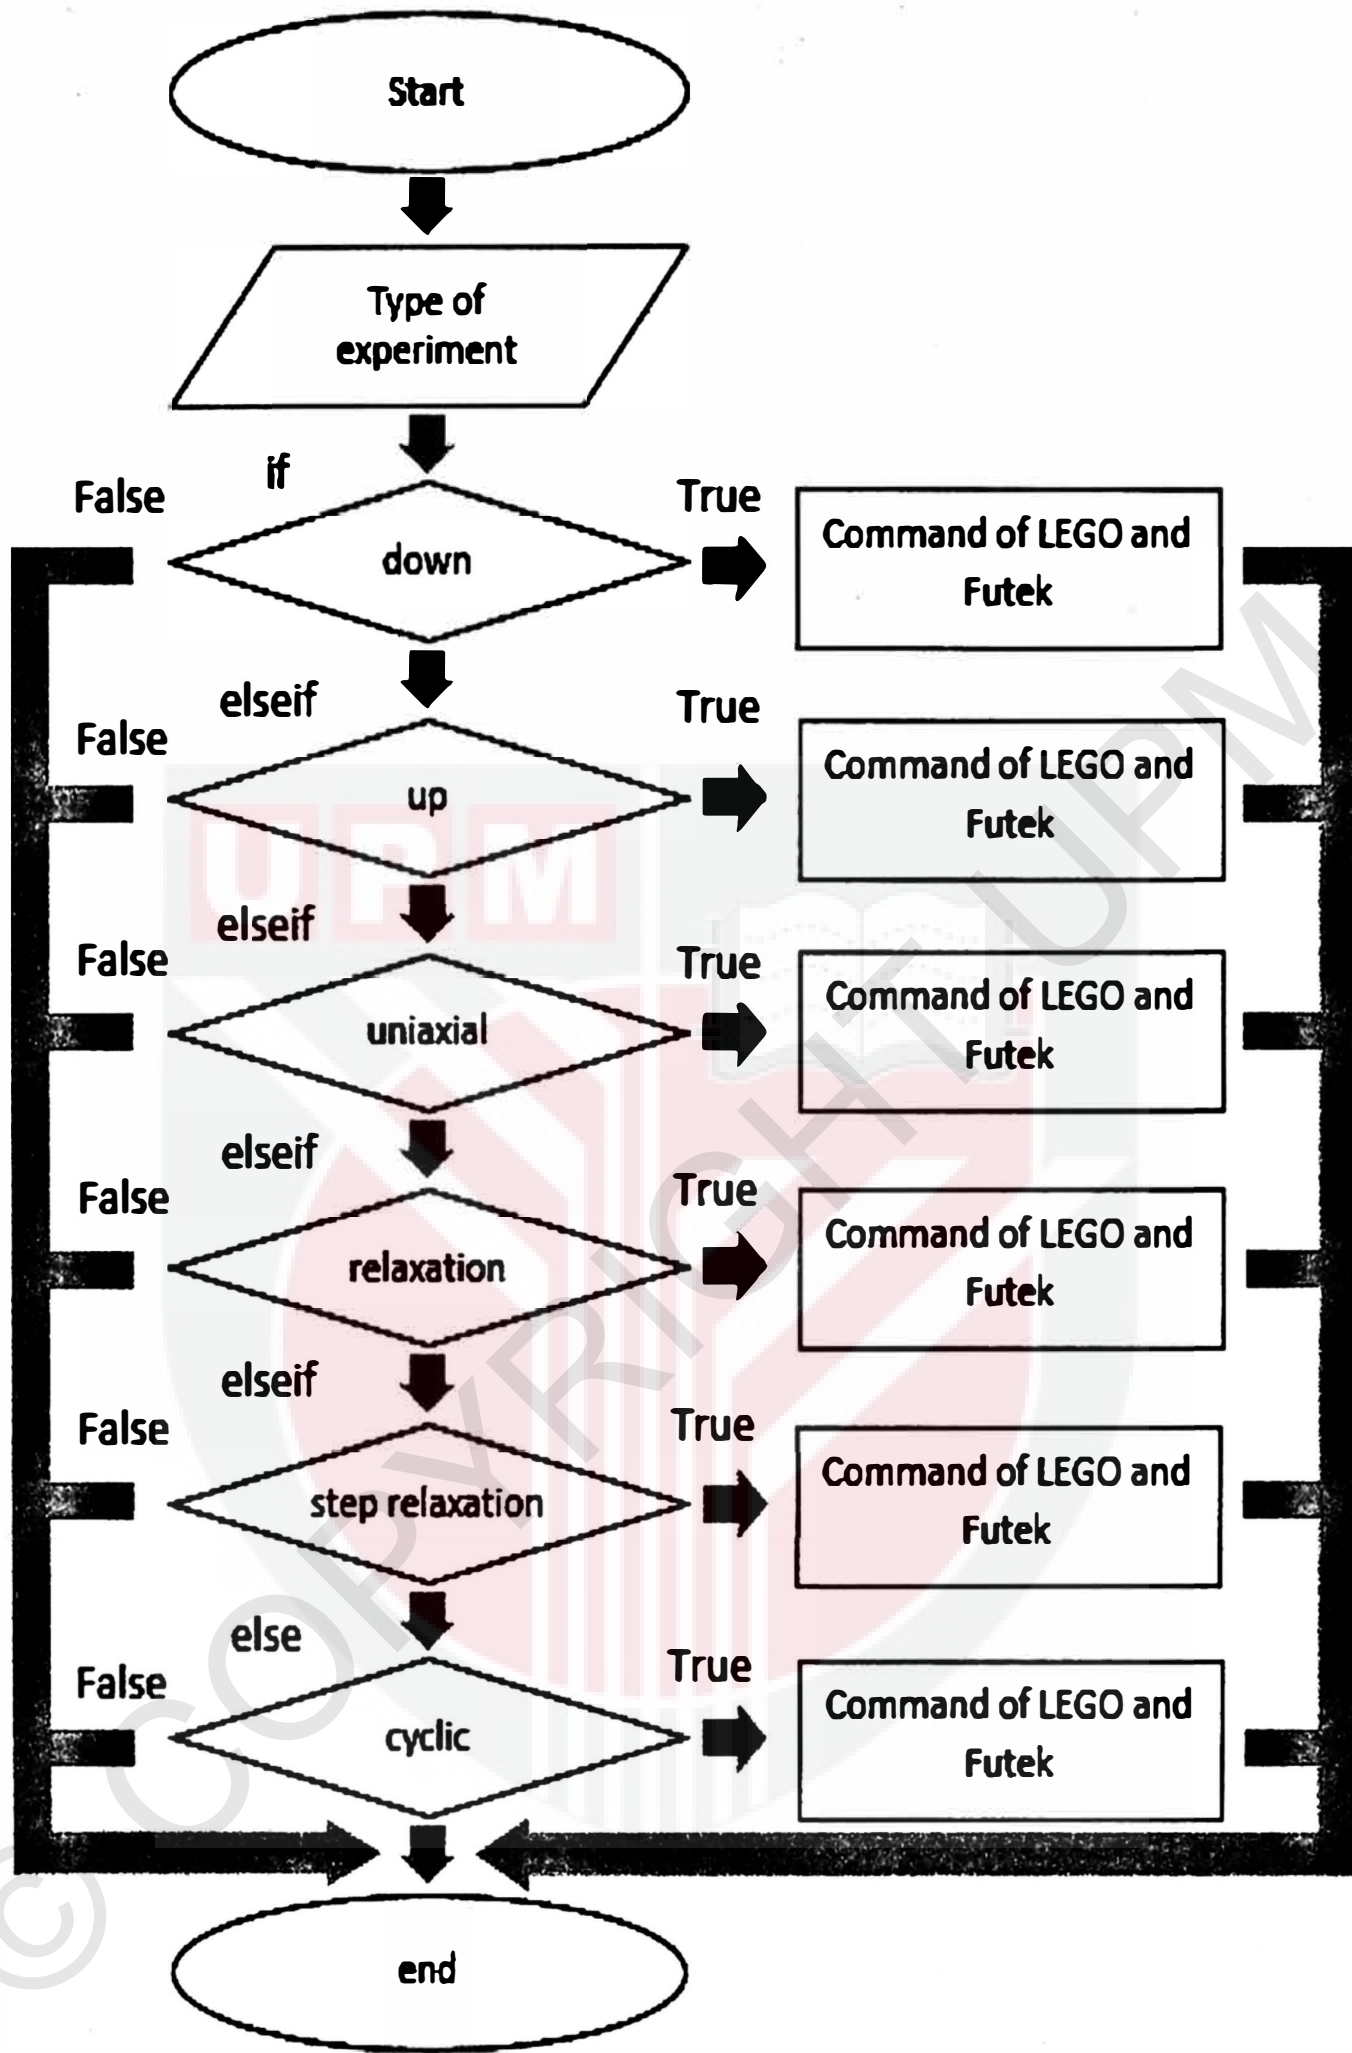 Start
Type of
experiment
if
False
True
down
Command of LEGO and
Futek
elseif
False
True
up
Command of LEGO and
Futek
elseif
False
True
uniaxial
Command of LEGO and
Futek
elseif
False
True
relaxation
Command of LEGO and
Futek
elseif
False
True
step relaxation
Command of LEGO and
Futek
else
False
True
cyclic
Command of LEGO and
Futek
end
UPM
© COPYRIGHT UPM